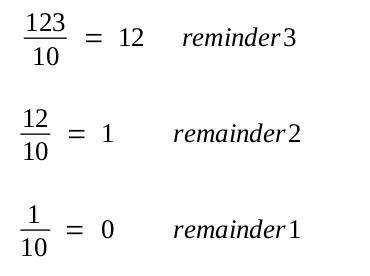 123/10 = 12 reminder3
12/10 = 1 remainder2
1/10 = 0 remainder1